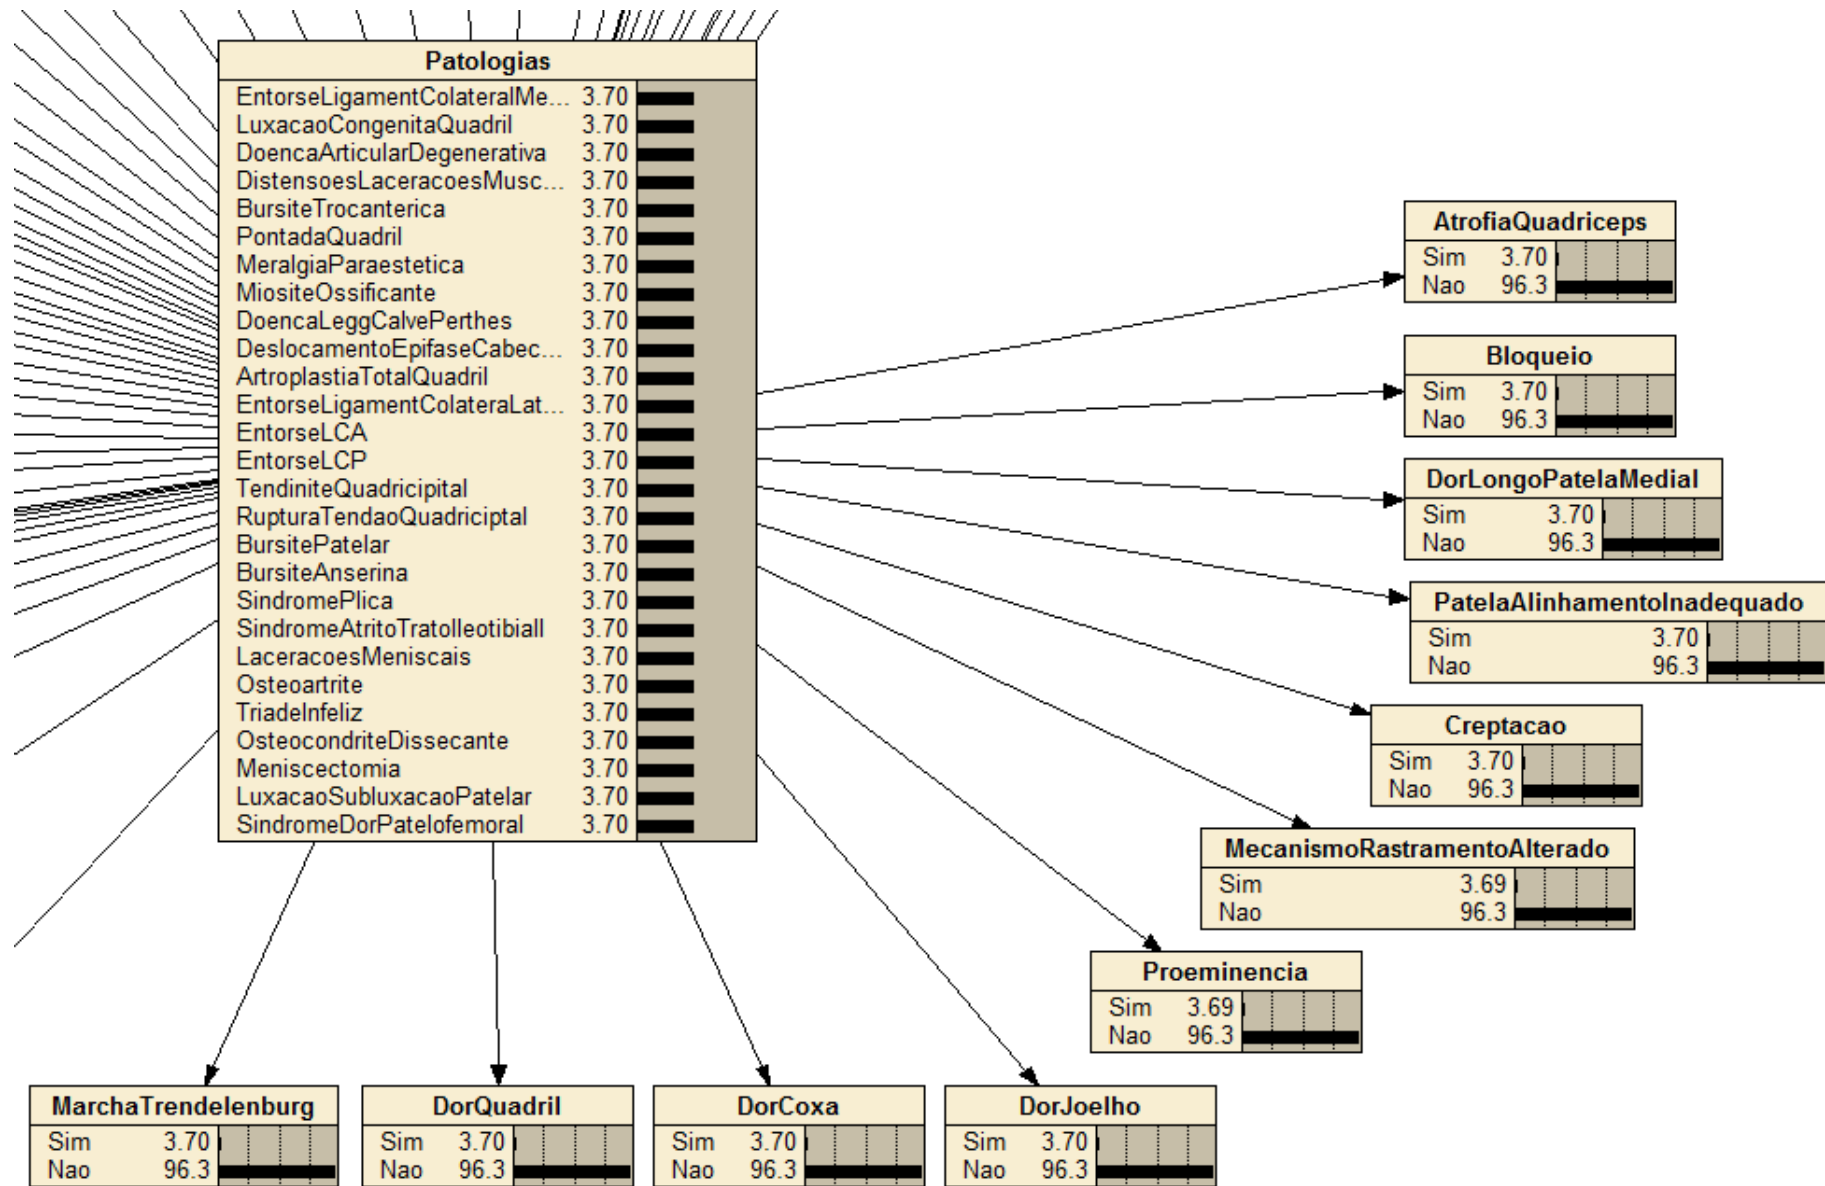 Patologias
EntorseLigamentColateralMe... 3.70
LuxacaoCongenitaQuadril 3.70
DoencaArticularDegenerativa 3.70
DistensoesLaceracoesMusc... 3.70
BursiteTrocanterica 3.70
PontadaQuadril 3.70
MeralgiaParaestetica 3.70
MiositeOssificante 3.70
DoencaLeggCalvePerthes 3.70
DeslocamentoEpifaseCabec... 3.70
ArtroplastiaTotalQuadril 3.70
EntorseLigamentColateraLat... 3.70
EntorseLCA 3.70
EntorseLCP 3.70
TendiniteQuadricipital 3.70
RupturaTendaoQuadriciptal 3.70
BursitePatelar 3.70
BursiteAnserina 3.70
SindromePlica 3.70
SindromeAtritoTratoIleotibiall 3.70
LaceracoesMeniscais 3.70
Osteoartrite 3.70
TriadeInfeliz 3.70
OsteocondriteDissecante 3.70
Meniscectomia 3.70
LuxacaoSubluxacaoPatelar 3.70
SindromeDorPatelofemoral 3.70
AtrofiaQuadriceps
Sim 3.70
Nao 96.3
Bloqueio
Sim 3.70
Nao 96.3
DorLongoPatelaMedial
Sim 3.70
Nao 96.3
PatelaAlinhamentoInadequado
Sim 3.70
Nao 96.3
Creptacao
Sim 3.70
Nao 96.3
MecanismoRastramentoAlterado
Sim 3.69
Nao 96.3
Proeminencia
Sim 3.69
Nao 96.3
MarchaTrendelenburg
Sim 3.70
Nao 96.3
DorQuadril
Sim 3.70
Nao 96.3
DorCoxa
Sim 3.70
Nao 96.3
DorJoelho
Sim 3.70
Nao 96.3